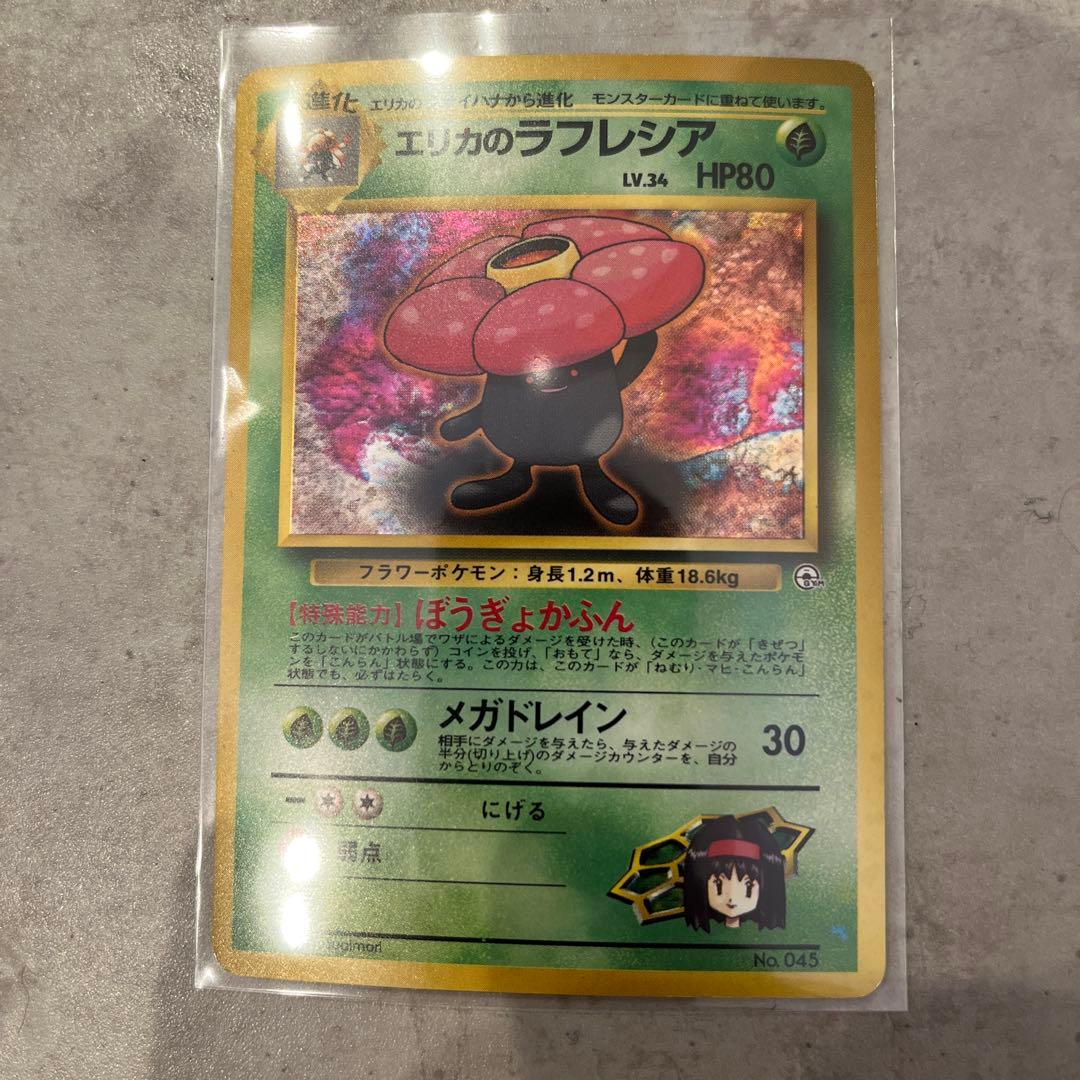 進化 エリカの イハナから進化 モンスターカードに重ねて使います。
エリカのラフレシア
LV.34 HP80
フラワーポケモン:身長1.2m、体重18.6kg
GYM
【特殊能力】ぼうぎょかふん
このカードがバトル場でワザによるダメージを受けた時、(このカードが「きぜつ」
するしないにかかわらず)コインを投げ、「おもて」なら、ダメージを与えたポケモ
ンを「こんらん」状態にする。この力は、このカードが「ねむり・マヒ・こんらん」
状態でも、必ずはたらく。
メガドレイン 30
相手にダメージを与えたら、与えたダメージの
半分(切り上げ)のダメージカウンターを、自分
からとりのぞく。
にげる
弱点
ugimori
No. 045